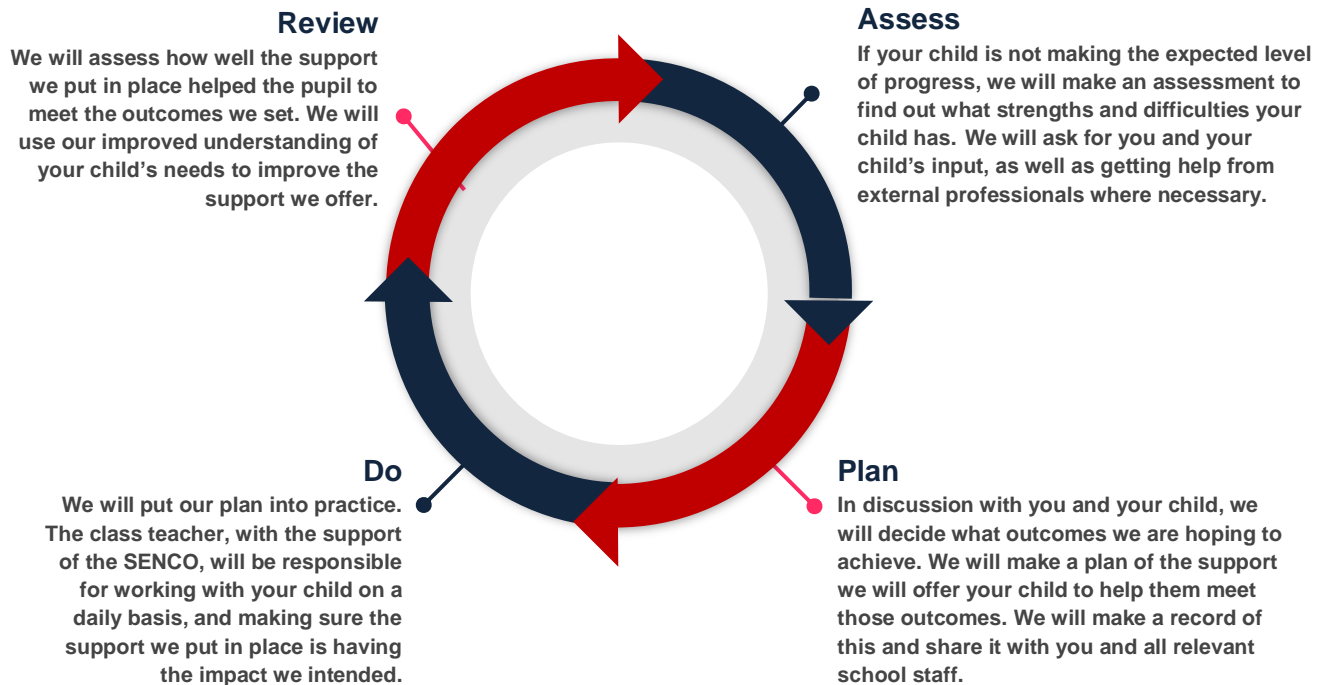 Review
We will assess how well the support
we put in place helped the pupil to
meet the outcomes we set. We will
use our improved understanding of
your child’s needs to improve the
support we offer.
Assess
If your child is not making the expected level
of progress, we will make an assessment to
find out what strengths and difficulties your
child has. We will ask for you and your
child’s input, as well as getting help from
external professionals where necessary.
Do
We will put our plan into practice.
The class teacher, with the support
of the SENCO, will be responsible
for working with your child on a
daily basis, and making sure the
support we put in place is having
the impact we intended.
Plan
In discussion with you and your child, we
will decide what outcomes we are hoping to
achieve. We will make a plan of the support
we will offer your child to help them meet
those outcomes. We will make a record of
this and share it with you and all relevant
school staff.